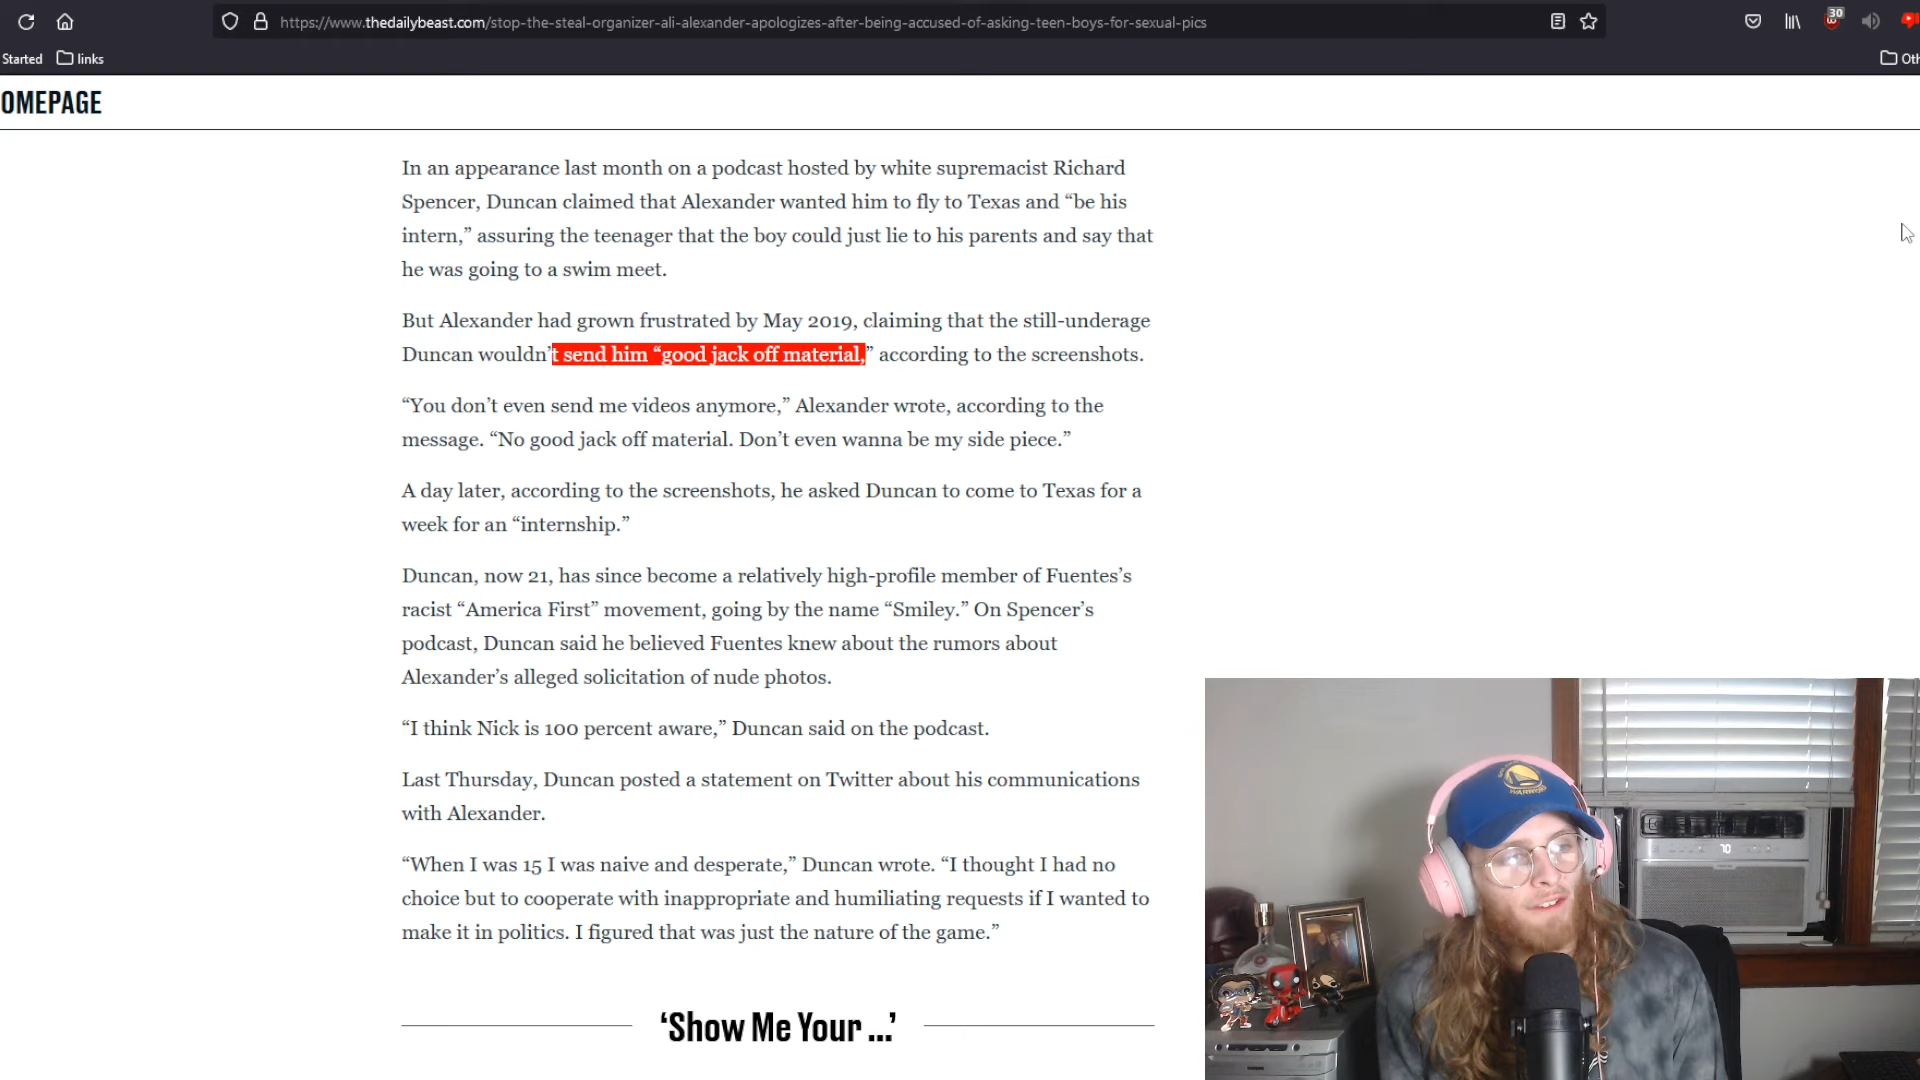 https://www.thedailybeast.com/stop-the-steal-organizer-ali-alexander-apologizes-after-being-accused-of-asking-teen-boys-for-sexual-pics
30
Started
links
Oth
OMEPAGE
In an appearance last month on a podcast hosted by white supremacist Richard
Spencer, Duncan claimed that Alexander wanted him to fly to Texas and “be his
intern,” assuring the teenager that the boy could just lie to his parents and say that
he was going to a swim meet.
But Alexander had grown frustrated by May 2019, claiming that the still-underage
Duncan wouldn’t send him “good jack off material,” according to the screenshots.
“You don’t even send me videos anymore,” Alexander wrote, according to the
message. “No good jack off material. Don’t even wanna be my side piece.”
A day later, according to the screenshots, he asked Duncan to come to Texas for a
week for an “internship.”
Duncan, now 21, has since become a relatively high-profile member of Fuentes’s
racist “America First” movement, going by the name “Smiley.” On Spencer’s
podcast, Duncan said he believed Fuentes knew about the rumors about
Alexander’s alleged solicitation of nude photos.
“I think Nick is 100 percent aware,” Duncan said on the podcast.
Last Thursday, Duncan posted a statement on Twitter about his communications
with Alexander.
“When I was 15 I was naive and desperate,” Duncan wrote. “I thought I had no
choice but to cooperate with inappropriate and humiliating requests if I wanted to
make it in politics. I figured that was just the nature of the game.”
‘Show Me Your ...’
WARRIORS
70